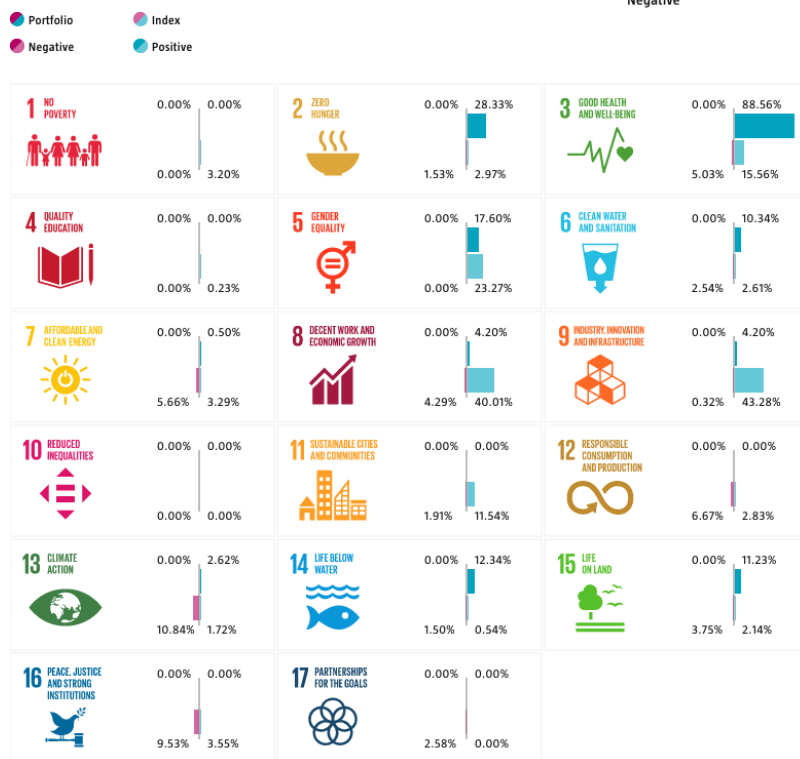 Negative
Portfolio
Index
Negative
Positive
1 NO
POVERTY
0.00% 0.00%
0.00% 3.20%
2 ZERO
HUNGER
0.00% 28.33%
1.53% 2.97%
3 GOOD HEALTH
AND WELL-BEING
0.00% 88.56%
5.03% 15.56%
4 QUALITY
EDUCATION
0.00% 0.00%
0.00% 0.23%
5 GENDER
EQUALITY
0.00% 17.60%
0.00% 23.27%
6 CLEAN WATER
AND SANITATION
0.00% 10.34%
2.54% 2.61%
7 AFFORDABLE AND
CLEAN ENERGY
0.00% 0.50%
5.66% 3.29%
8 DECENT WORK AND
ECONOMIC GROWTH
0.00% 4.20%
4.29% 40.01%
9 INDUSTRY, INNOVATION
AND INFRASTRUCTURE
0.00% 4.20%
0.32% 43.28%
10 REDUCED
INEQUALITIES
0.00% 0.00%
0.00% 0.00%
11 SUSTAINABLE CITIES
AND COMMUNITIES
0.00% 0.00%
1.91% 11.54%
12 RESPONSIBLE
CONSUMPTION
AND PRODUCTION
0.00% 0.00%
6.67% 2.83%
13 CLIMATE
ACTION
0.00% 2.62%
10.84% 1.72%
14 LIFE BELOW
WATER
0.00% 12.34%
1.50% 0.54%
15 LIFE
ON LAND
0.00% 11.23%
3.75% 2.14%
16 PEACE, JUSTICE
AND STRONG
INSTITUTIONS
0.00% 0.00%
9.53% 3.55%
17 PARTNERSHIPS
FOR THE GOALS
0.00% 0.00%
2.58% 0.00%